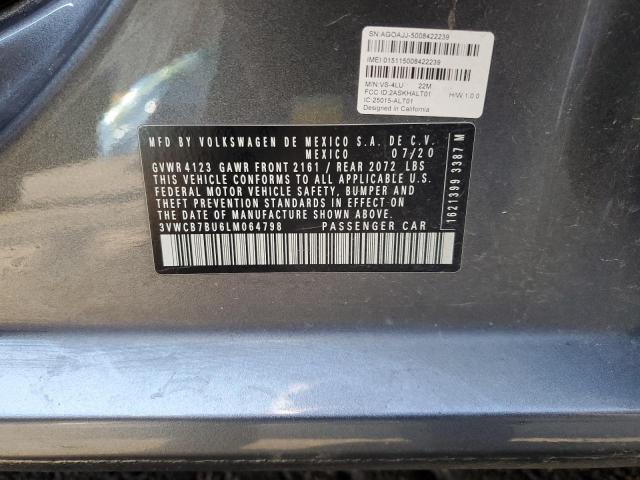 SN:AGOAJJ-5008422239
IMEI:015115008422239
M/N:VS-4LU 22M
FCC ID:2ASKHALT01
IC:25015-ALT01 H/W:1.0.0
Designed in California
MFD BY VOLKSWAGEN DE MEXICO S.A. DE C.V.
MEXICO 07/20
GVWR 4123 GAWR FRONT 2161 / REAR 2072 LBS
THIS VEHICLE CONFORMS TO ALL APPLICABLE U.S.
FEDERAL MOTOR VEHICLE SAFETY, BUMPER AND
THEFT PREVENTION STANDARDS IN EFFECT ON THE
DATE OF MANUFACTURE SHOWN ABOVE.
3VWCB7BU6LM064798 PASSENGER CAR
1621399 3387 M